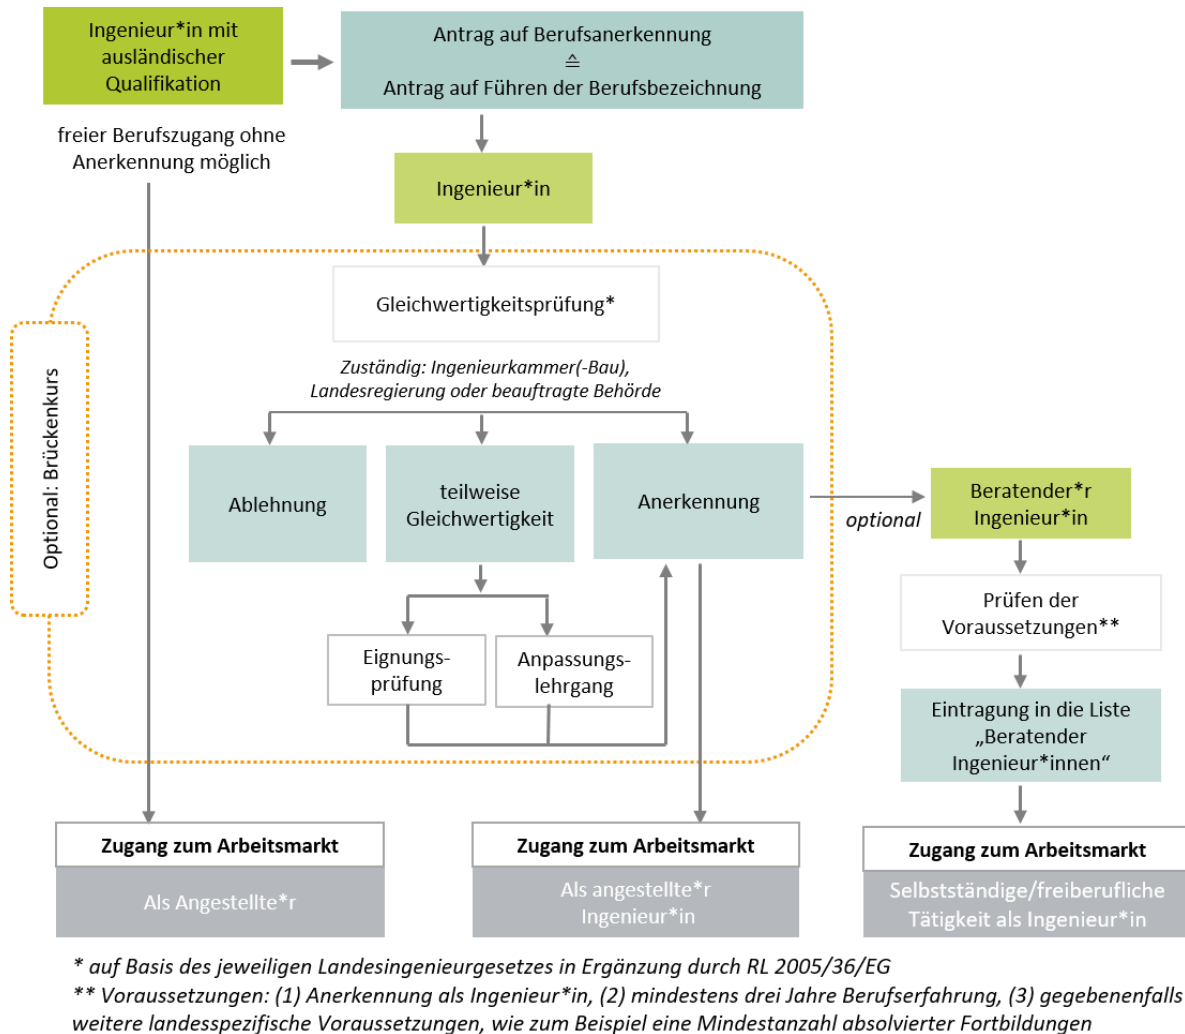 Ingenieur*in mit
ausländischer
Qualifikation
Antrag auf Berufsanerkennung
≙
Antrag auf Führen der Berufsbezeichnung
freier Berufszugang ohne
Anerkennung möglich
Ingenieur*in
Gleichwertigkeitsprüfung*
Zuständig: Ingenieurkammer(-Bau),
Landesregierung oder beauftragte Behörde
Optional: Brückenkurs
Ablehnung
teilweise
Gleichwertigkeit
Anerkennung
optional
Beratender*r
Ingenieur*in
Eignungs-
prüfung
Anpassungs-
lehrgang
Prüfen der
Voraussetzungen**
Eintragung in die Liste
„Beratender
Ingenieur*innen“
Zugang zum Arbeitsmarkt
Als Angestellte*r
Zugang zum Arbeitsmarkt
Als angestellte*r
Ingenieur*in
Zugang zum Arbeitsmarkt
Selbstständige/freiberufliche
Tätigkeit als Ingenieur*in
* auf Basis des jeweiligen Landesingenieurgesetzes in Ergänzung durch RL 2005/36/EG
** Voraussetzungen: (1) Anerkennung als Ingenieur*in, (2) mindestens drei Jahre Berufserfahrung, (3) gegebenenfalls
weitere landesspezifische Voraussetzungen, wie zum Beispiel eine Mindestanzahl absolvierter Fortbildungen